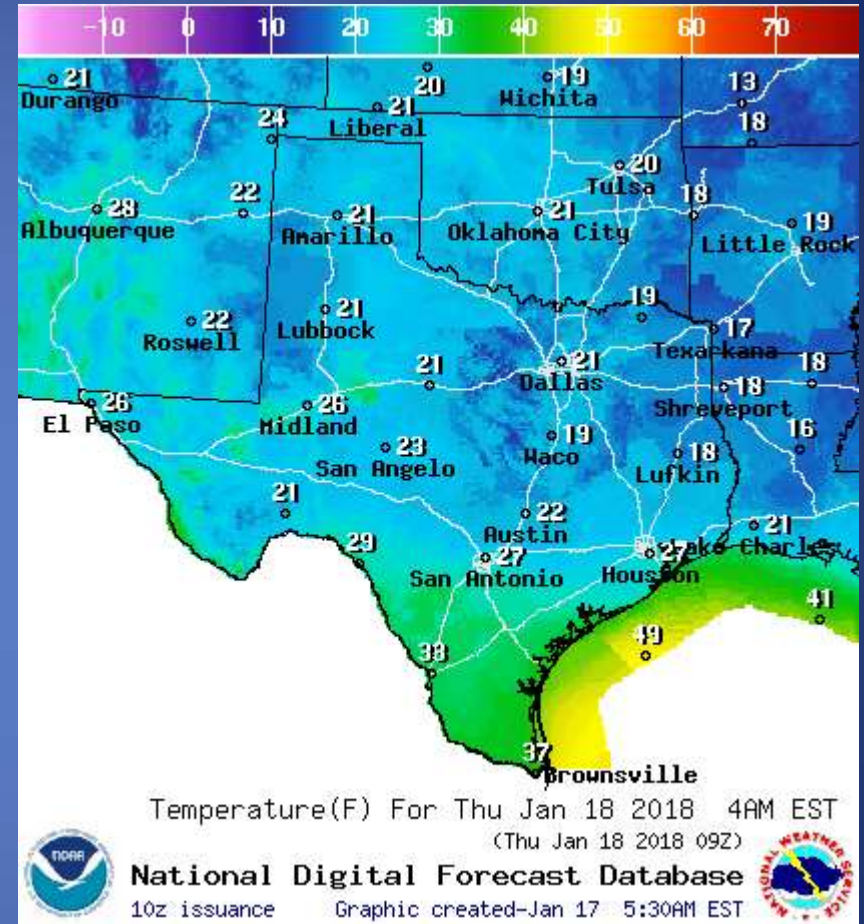 -10 0 10 20 30 40 50 60 70
21
Durango
20
21
Liberal
19
Wichita
13
18
24
20
Tulsa
28
Albuquerque
22
21
Amarillo
21
Oklahoma City
18
19
Little Rock
22
Roswell
21
Lubbock
19
17
Texarkana
21
Dallas
21
18
Shreveport
18
26
El Paso
26
Midland
23
San Angelo
19
Waco
18
Lufkin
16
21
22
Austin
21
Lake Charles
29
27
San Antonio
27
Houston
41
49
33
37
Brownsville
Temperature(F) For Thu Jan 18 2018 4AM EST
(Thu Jan 18 2018 09Z)
NOAA
NATIONAL WEATHER SERVICE
National Digital Forecast Database
10z issuance Graphic created-Jan 17 5:30AM EST